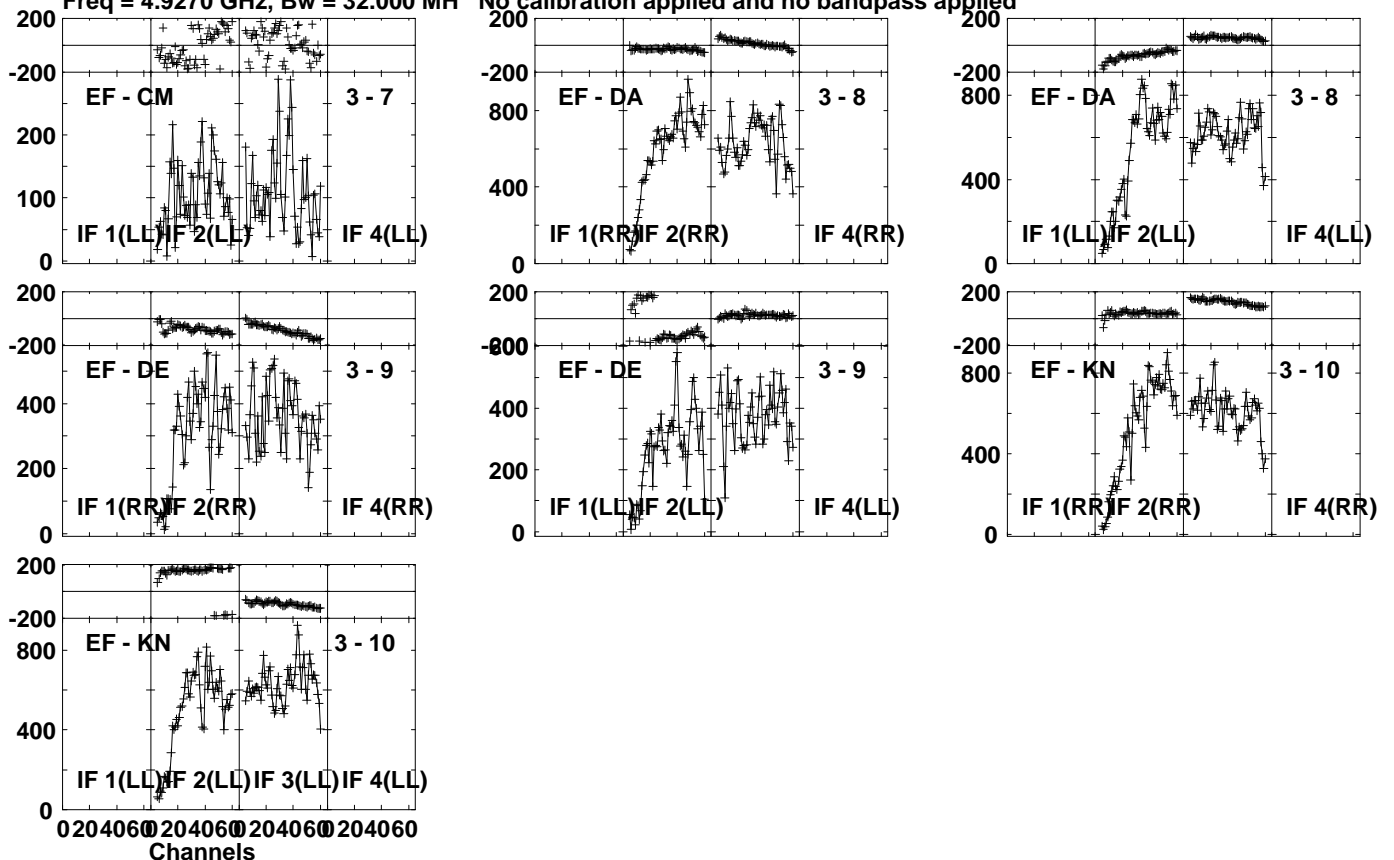 Freq = 4.9270 GHz, Bw = 32.000 MH No calibration applied and no bandpass applied
200
-200
EF - CM 3 - 7
200
100
IF 1(LL) IF 2(LL) IF 4(LL)
0
200
-200
EF - DA 3 - 8
800
400
IF 1(RR) IF 2(RR) IF 4(RR)
0
200
-200
EF - DA 3 - 8
800
400
IF 1(LL) IF 2(LL) IF 4(LL)
0
200
-200
EF - DE 3 - 9
400
200
IF 1(RR) IF 2(RR) IF 4(RR)
0
200
-200
EF - DE 3 - 9
400
200
IF 1(LL) IF 2(LL) IF 4(LL)
0
200
-200
EF - KN 3 - 10
800
400
IF 1(RR) IF 2(RR) IF 4(RR)
0
200
-200
EF - KN 3 - 10
800
400
IF 1(LL) IF 2(LL) IF 3(LL) IF 4(LL)
0
0 20 40 60 0 20 40 60 0 20 40 60 0 20 40 60
Channels